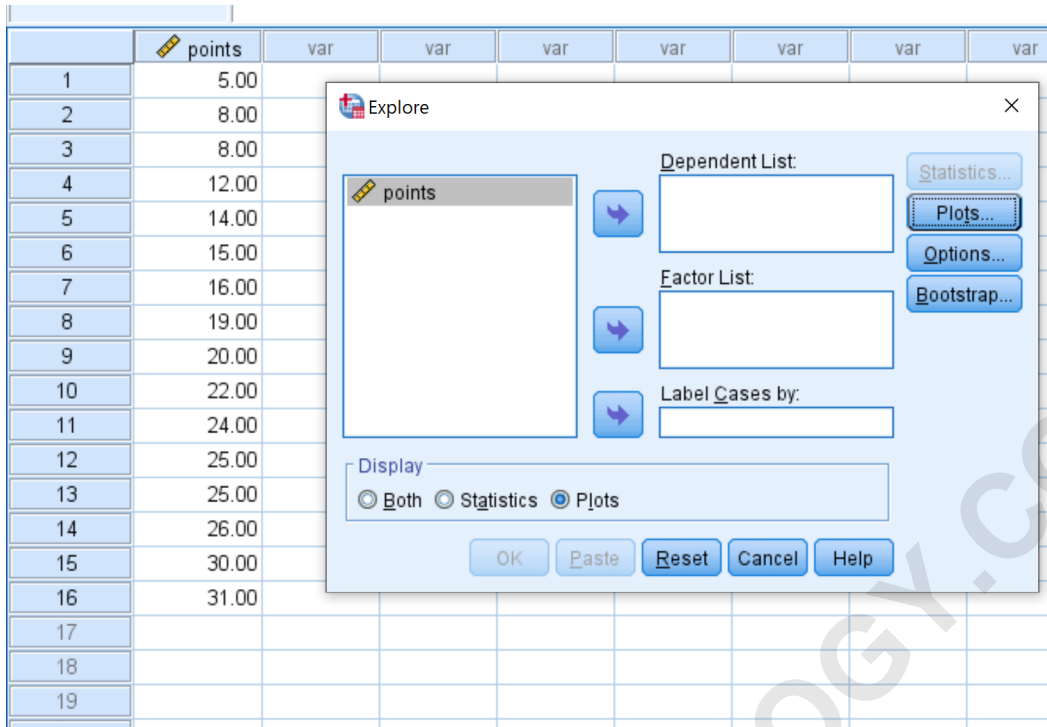 points var var var var var var var
1 5.00
2 8.00
3 8.00
4 12.00
5 14.00
6 15.00
7 16.00
8 19.00
9 20.00
10 22.00
11 24.00
12 25.00
13 25.00
14 26.00
15 30.00
16 31.00
17
18
19
Explore
points
Dependent List:
Factor List:
Label Cases by:
Statistics...
Plots...
Options...
Bootstrap...
Display
Both Statistics Plots
OK Paste Reset Cancel Help
OGY.CO